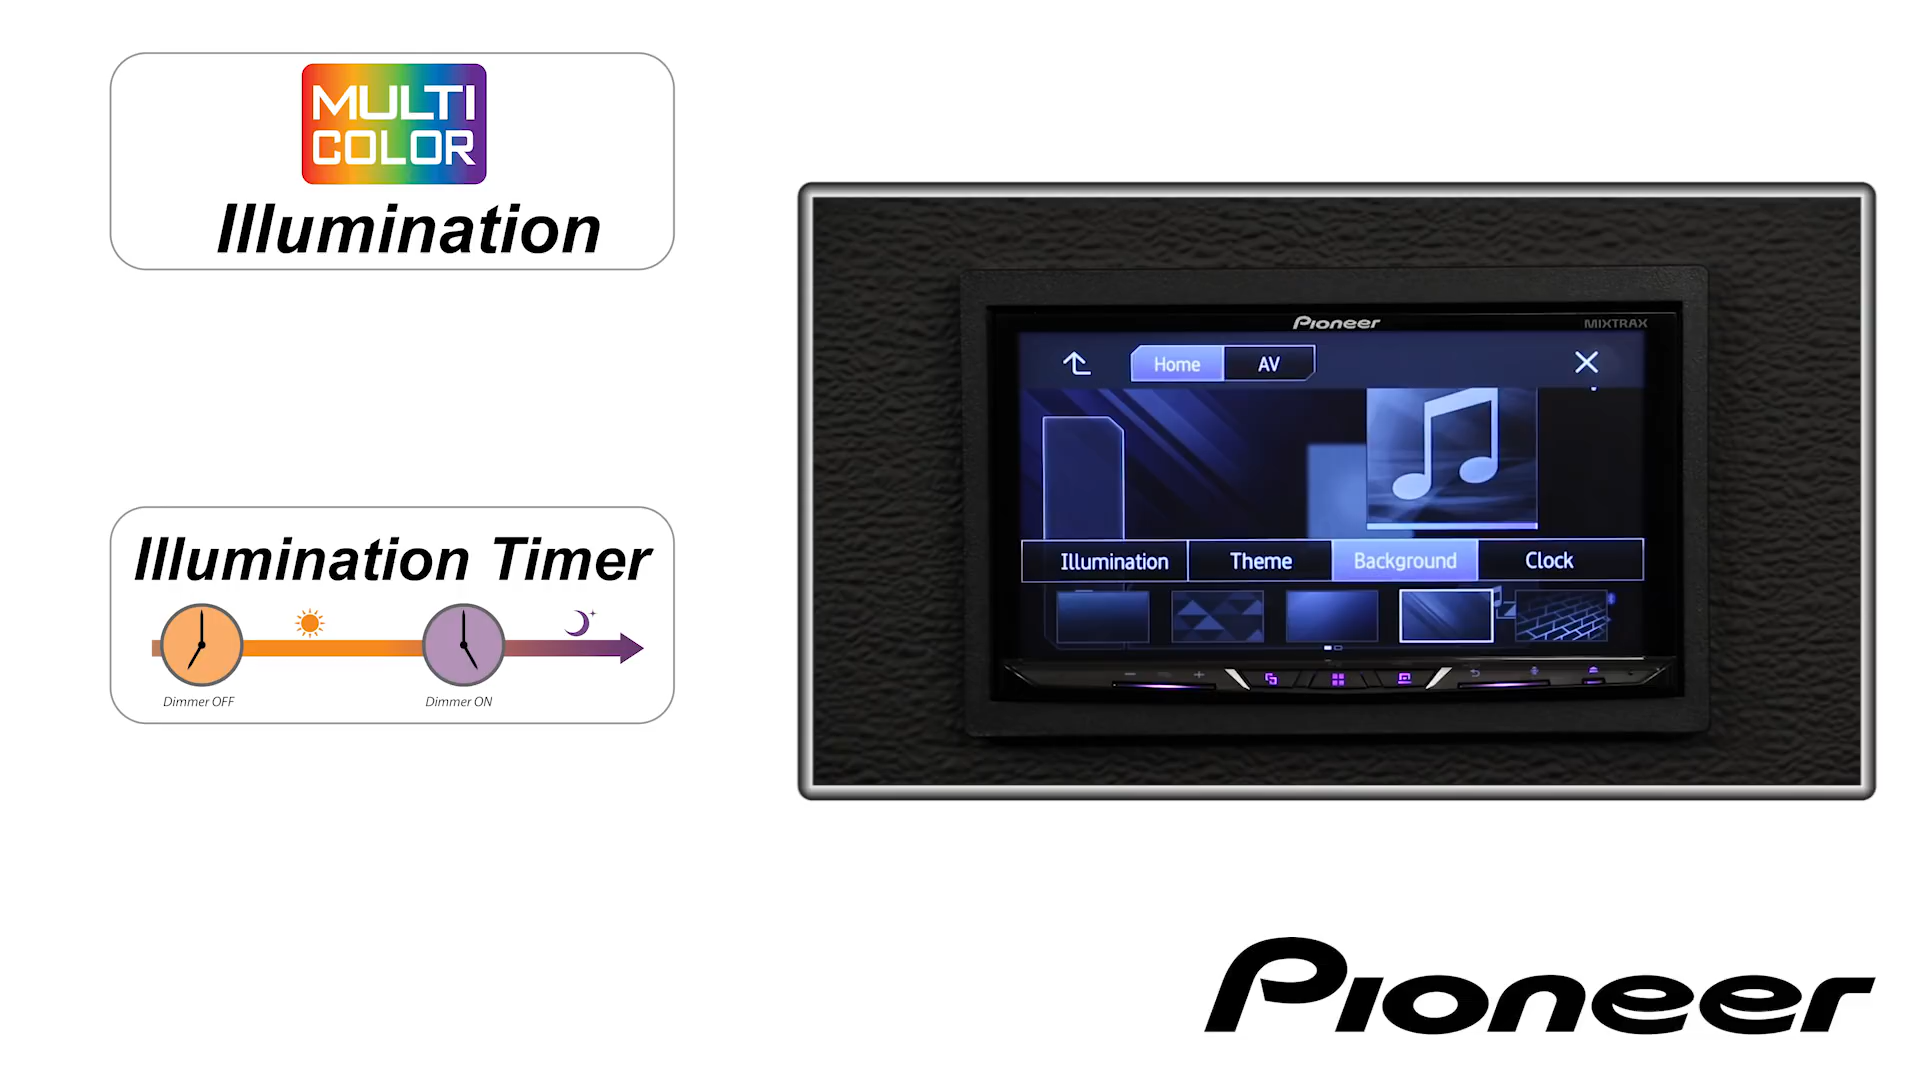 MULTI
COLOR
Illumination
Illumination Timer
Dimmer OFF
Dimmer ON
Pioneer
MIXTRAX
Home
AV
Illumination
Theme
Background
Clock
Pioneer